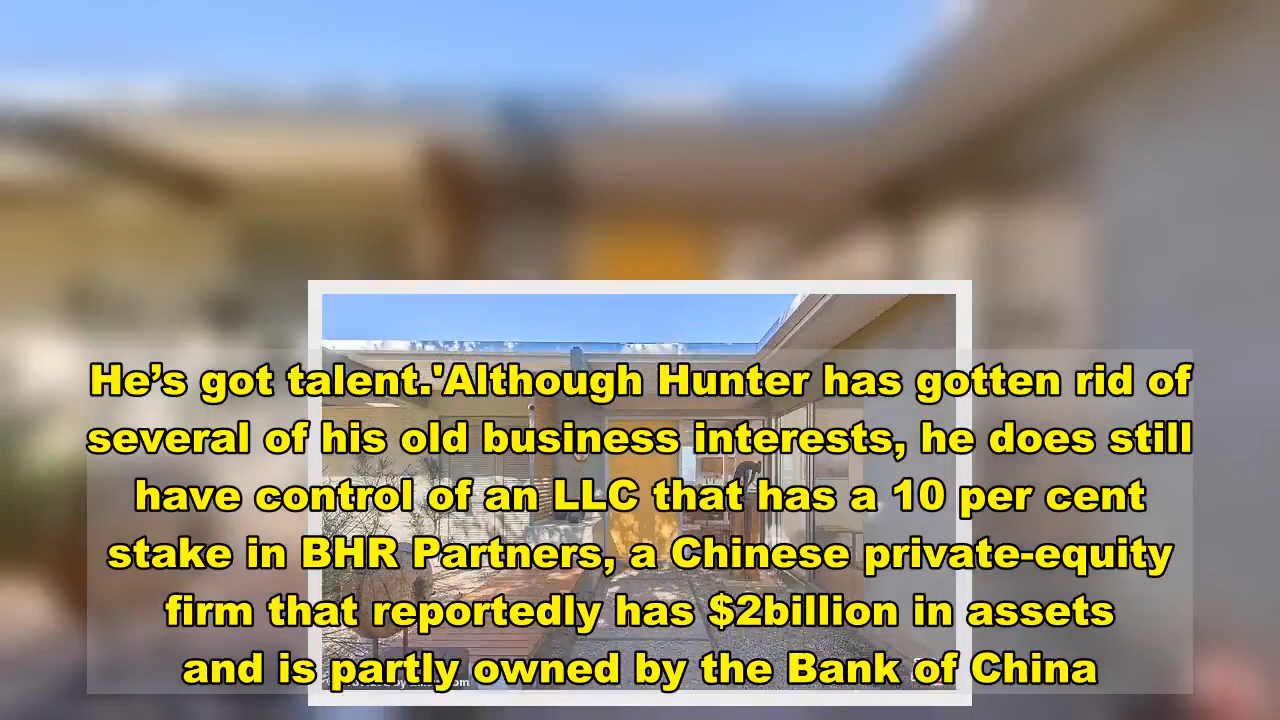 He’s got talent.'Although Hunter has gotten rid of
several of his old business interests, he does still
have control of an LLC that has a 10 per cent
stake in BHR Partners, a Chinese private-equity
firm that reportedly has $2billion in assets
and is partly owned by the Bank of China